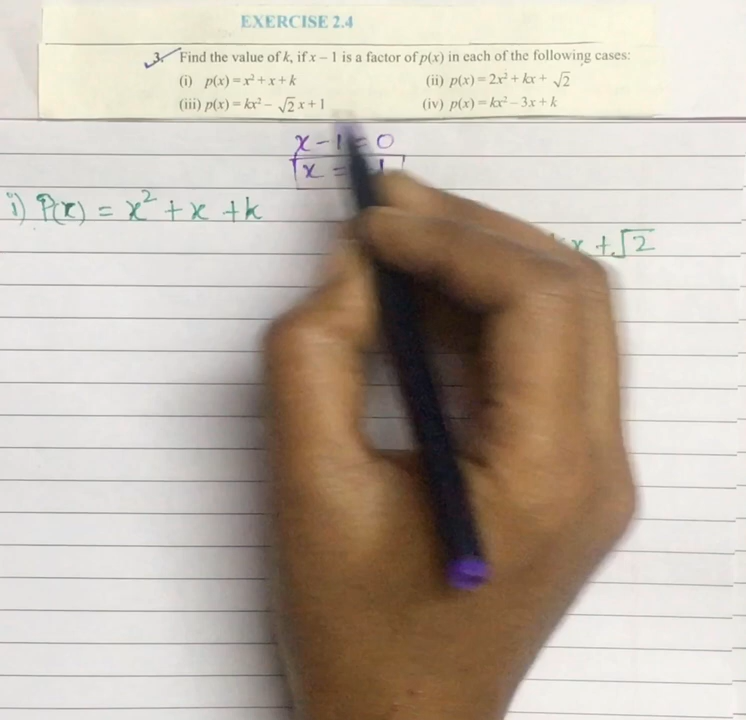 EXERCISE 2.4
3. Find the value of k, if x – 1 is a factor of p(x) in each of the following cases:
(i) p(x) = x² + x + k (ii) p(x) = 2x² + kx + √2
(iii) p(x) = kx² – √2 x + 1 (iv) p(x) = kx² – 3x + k
x - 1 = 0
x = 1
i) P(x) = x² + x + k
x + √2